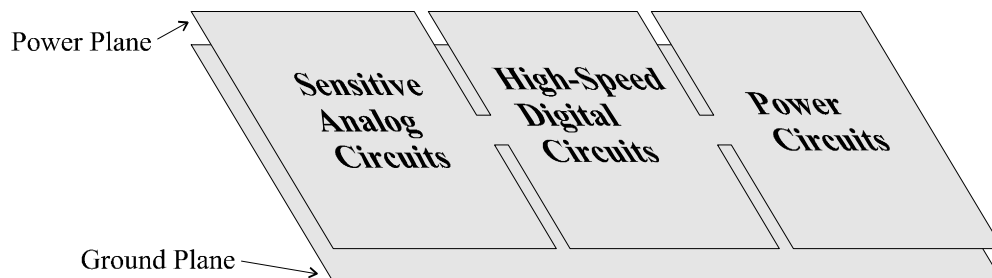 Power Plane
Sensitive
Analog
Circuits
High-Speed
Digital
Circuits
Power
Circuits
Ground Plane